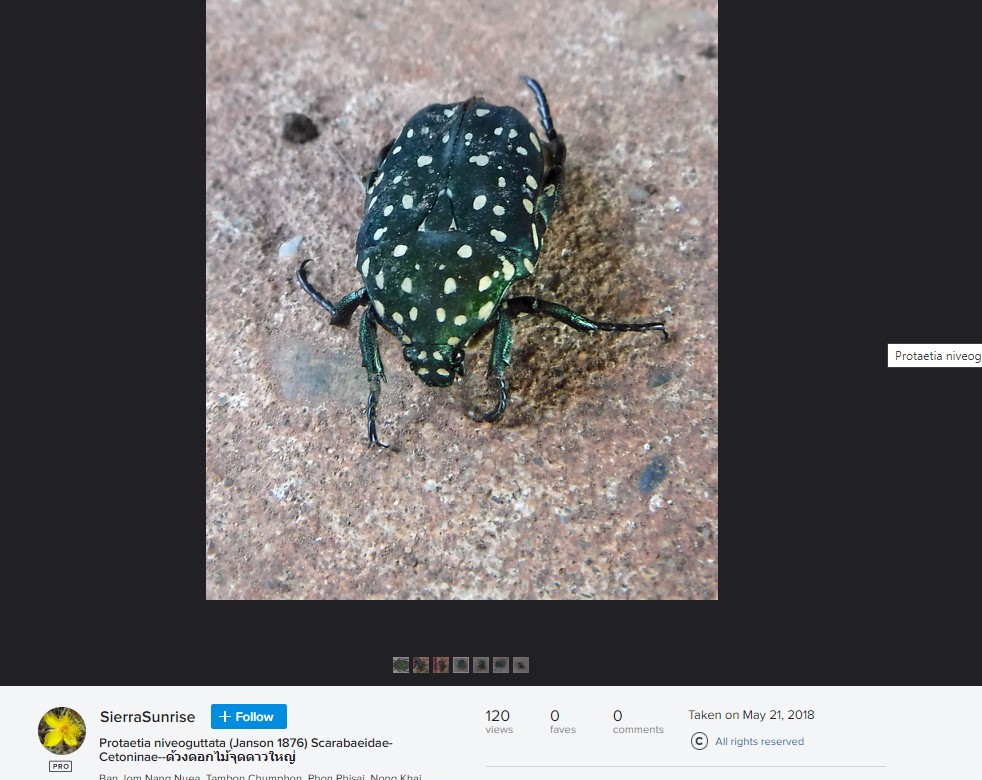 Protaetia niveog
SierraSunrise
+ Follow
PRO
Protaetia niveoguttata (Janson 1876) Scarabaeidae-
Cetoninae--ด้วงดอกไม้จุดดาวใหญ่
Ban Jom Nang Nuea, Tambon Chumphon, Phon Phisai, Nong Khai
120
views
0
faves
0
comments
Taken on May 21, 2018
© All rights reserved